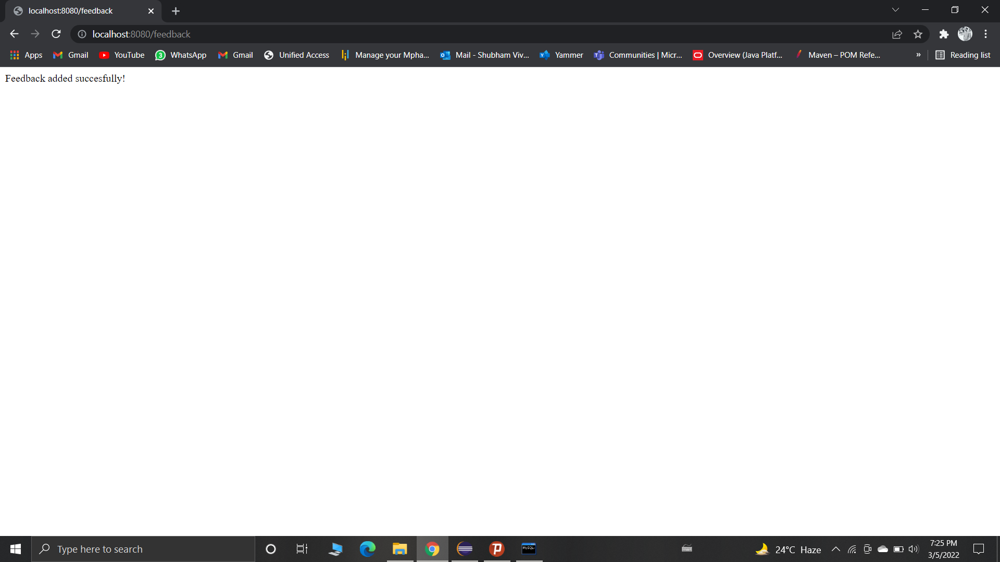 localhost:8080/feedback
localhost:8080/feedback
Apps Gmail YouTube 3 WhatsApp Gmail Unified Access Manage your Mpha... Mail - Shubham Viv... Yammer Communities | Micr... Overview (Java Platf... Maven – POM Refe... » Reading list
Feedback added succesfully!
Type here to search MySQL 24°C Haze 7:25 PM
3/5/2022